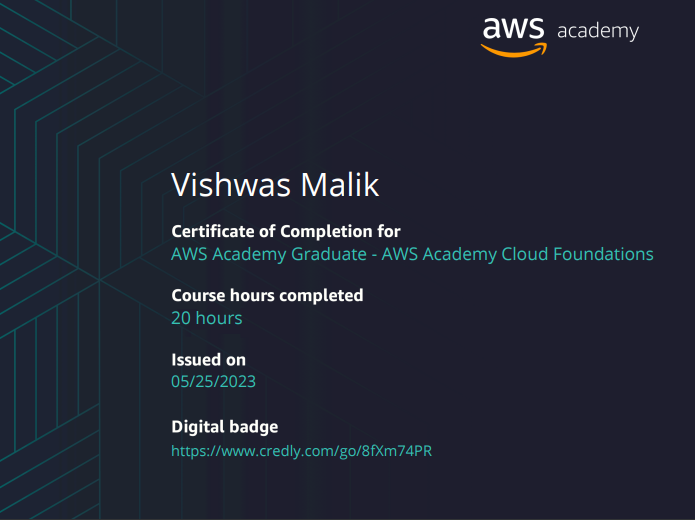 aws academy
Vishwas Malik
Certificate of Completion for
AWS Academy Graduate - AWS Academy Cloud Foundations
Course hours completed
20 hours
Issued on
05/25/2023
Digital badge
https://www.credly.com/go/8fXm74PR